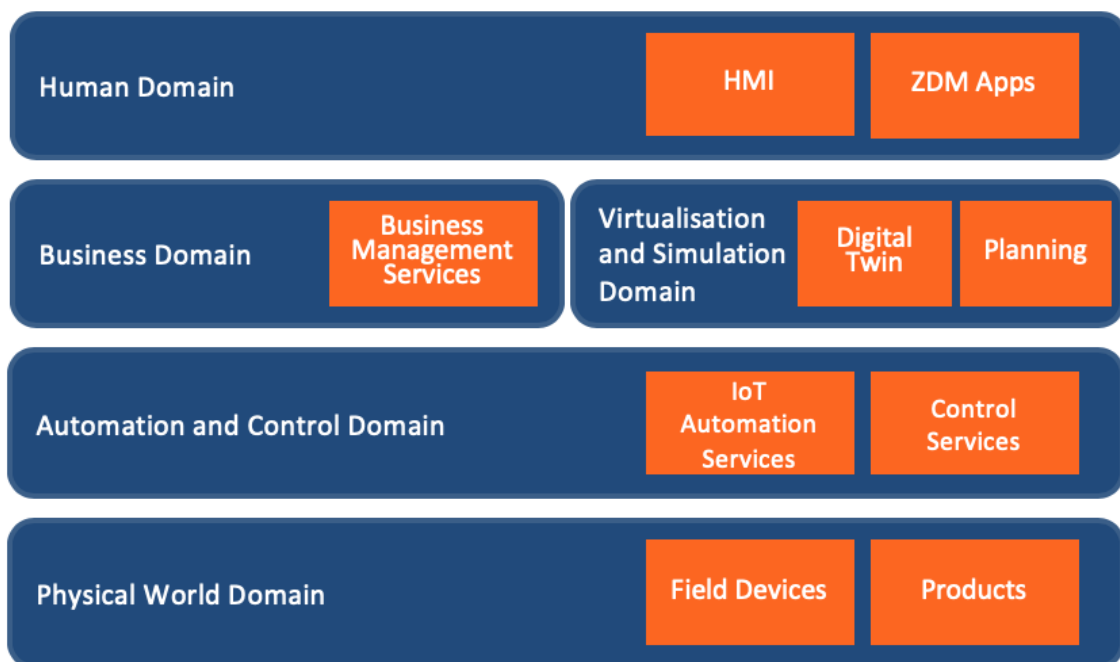 Human Domain
HMI
ZDM Apps
Business Domain
Business
Management
Services
Virtualisation
and Simulation
Domain
Digital
Twin
Planning
Automation and Control Domain
IoT
Automation
Services
Control
Services
Physical World Domain
Field Devices
Products